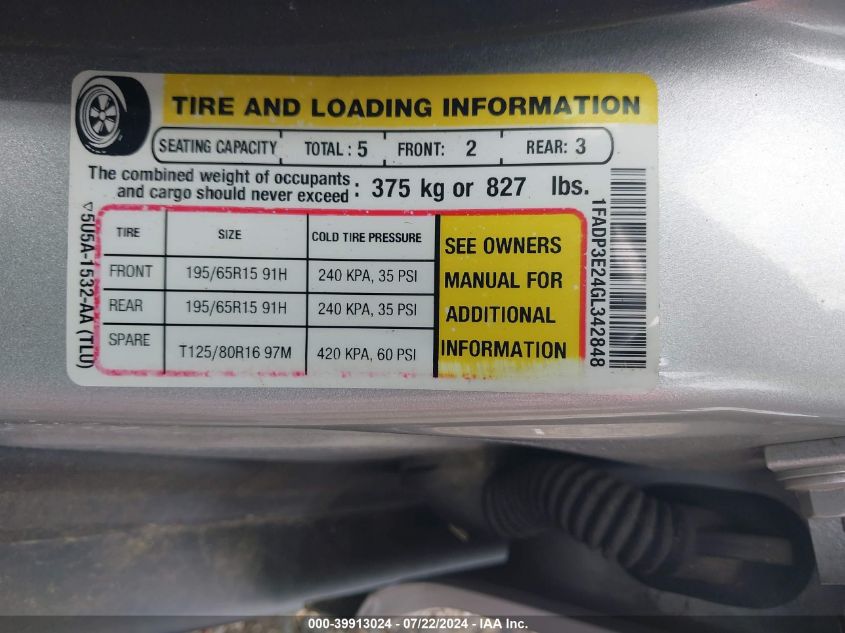 TIRE AND LOADING INFORMATION
SEATING CAPACITY TOTAL : 5 FRONT: 2 REAR: 3
The combined weight of occupants
and cargo should never exceed : 375 kg or 827 lbs.
TIRE SIZE COLD TIRE PRESSURE
FRONT 195/65R15 91H 240 KPA, 35 PSI
REAR 195/65R15 91H 240 KPA, 35 PSI
SPARE T125/80R16 97M 420 KPA, 60 PSI
SEE OWNERS
MANUAL FOR
ADDITIONAL
INFORMATION
5U5A-1532-AA (TLU)
1FADP3E24GL342848
000-39913024 - 07/22/2024 - © IAA Inc.